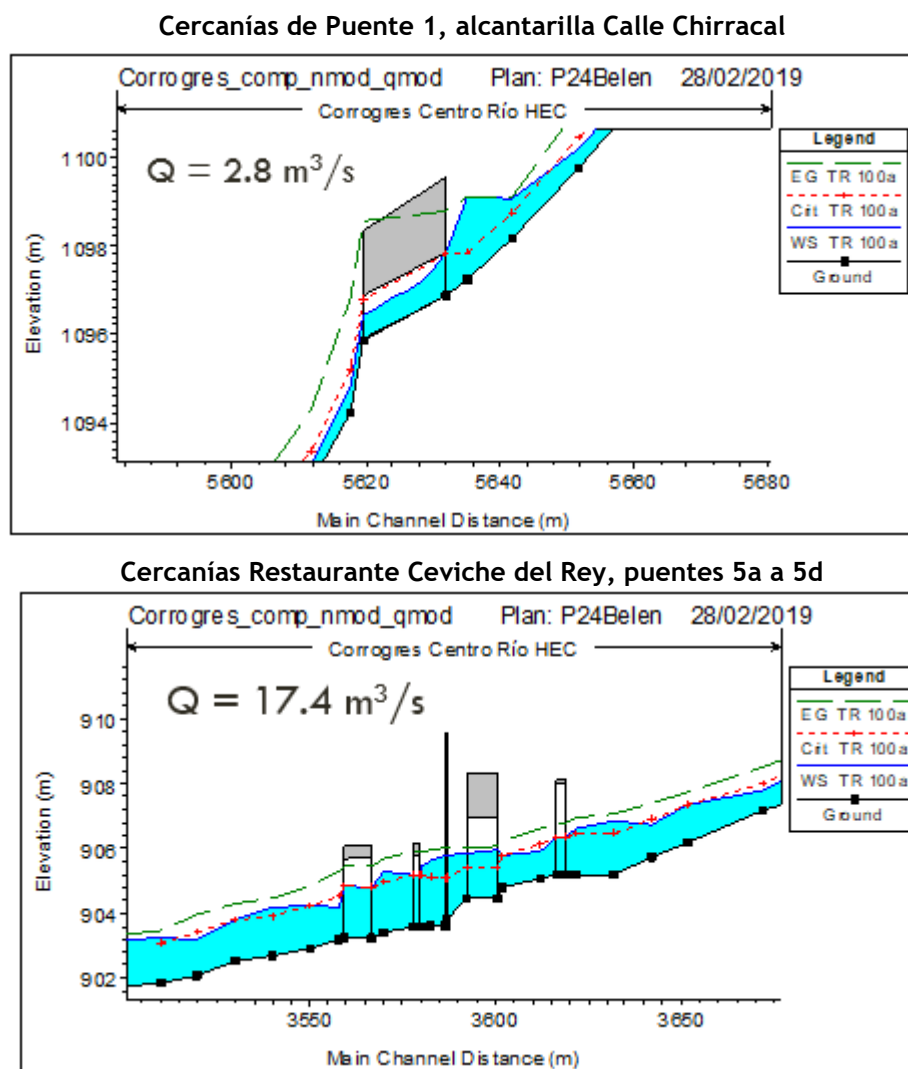 Cercanías de Puente 1, alcantarilla Calle Chirracal
Corrogres_comp_nmod_qmod Plan: P24Belen 28/02/2019
Corrogres Centro Río HEC
Q = 2.8 m³/s
Legend
EG TR 100a
Crit TR 100a
WS TR 100a
Ground
Elevation (m)
1100
1098
1096
1094
5600 5620 5640 5660 5680
Main Channel Distance (m)
Cercanías Restaurante Ceviche del Rey, puentes 5a a 5d
Corrogres_comp_nmod_qmod Plan: P24Belen 28/02/2019
Corrogres Centro Río HEC
Q = 17.4 m³/s
Legend
EG TR 100a
Crit TR 100a
WS TR 100a
Ground
Elevation (m)
910
908
906
904
902
3550 3600 3650
Main Channel Distance (m)